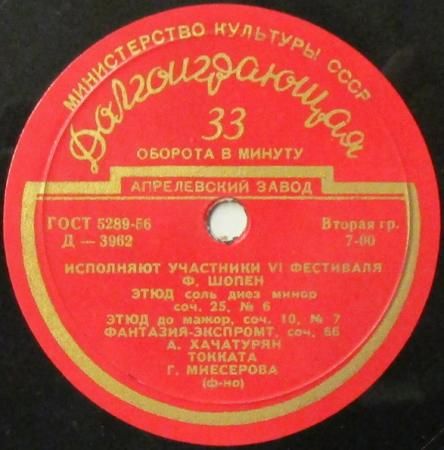 МИНИСТЕРСТВО КУЛЬТУРЫ СССР
Долгоиграющая
33
ОБОРОТА В МИНУТУ
АПРЕЛЕВСКИЙ ЗАВОД
ГОСТ 5289-56 Вторая гр.
Д — 3962 7-00
ИСПОЛНЯЮТ УЧАСТНИКИ VI ФЕСТИВАЛЯ
Ф. ШОПЕН
ЭТЮД соль диез минор
соч. 25, № 6
ЭТЮД до мажор, соч. 10, № 7
ФАНТАЗИЯ-ЭКСПРОМТ, соч. 66
А. ХАЧАТУРЯН
ТОККАТА
Г. МИЕСЕРОВА
(ф-но)